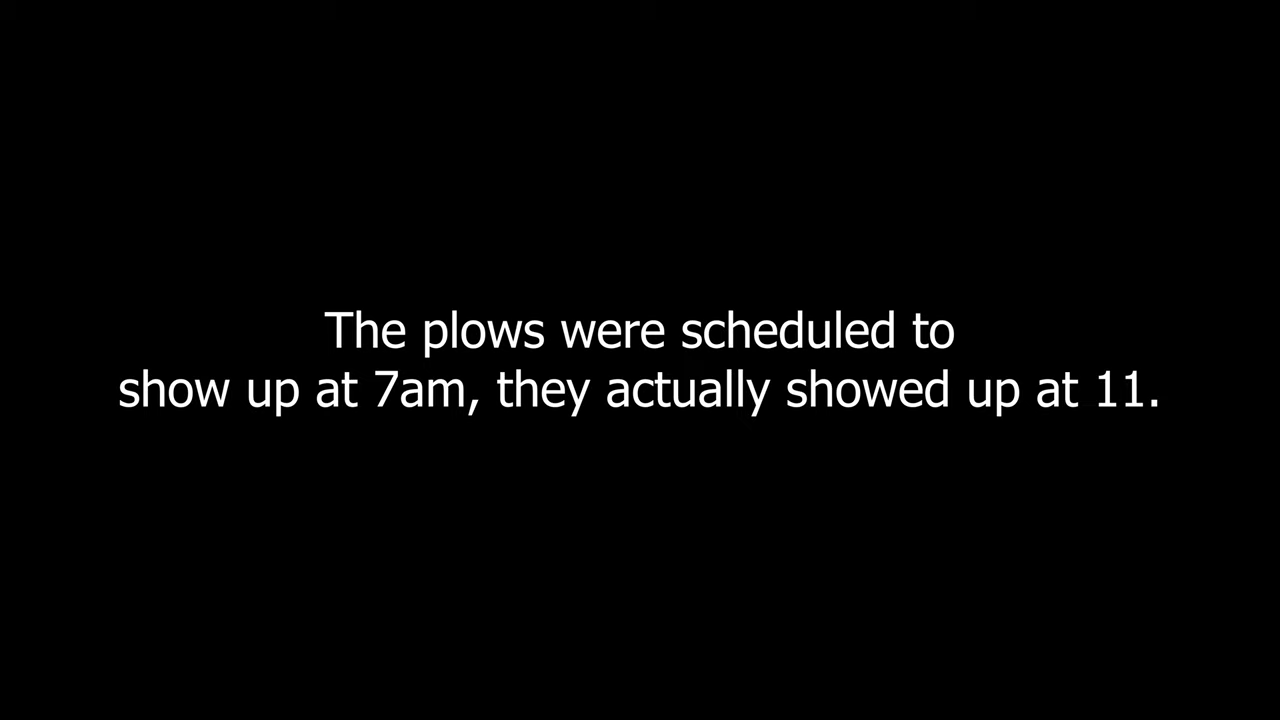 The plows were scheduled to
show up at 7am, they actually showed up at 11.